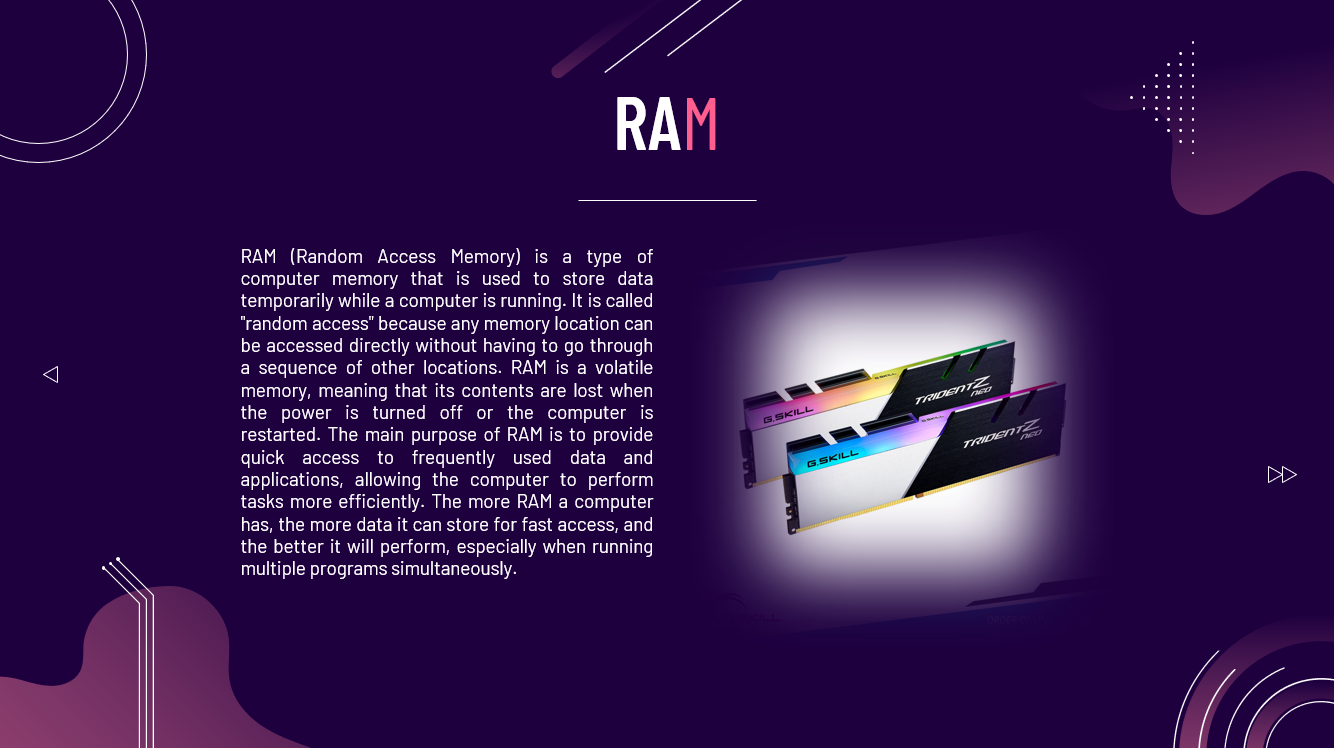 RAM
RAM (Random Access Memory) is a type of
computer memory that is used to store data
temporarily while a computer is running. It is called
"random access" because any memory location can
be accessed directly without having to go through
a sequence of other locations. RAM is a volatile
memory, meaning that its contents are lost when
the power is turned off or the computer is
restarted. The main purpose of RAM is to provide
quick access to frequently used data and
applications, allowing the computer to perform
tasks more efficiently. The more RAM a computer
has, the more data it can store for fast access, and
the better it will perform, especially when running
multiple programs simultaneously.
G.SKILL
G.SKILL
TRIDENTZ
NEO
G.SKILL
G.SKILL
TRIDENTZ
NEO